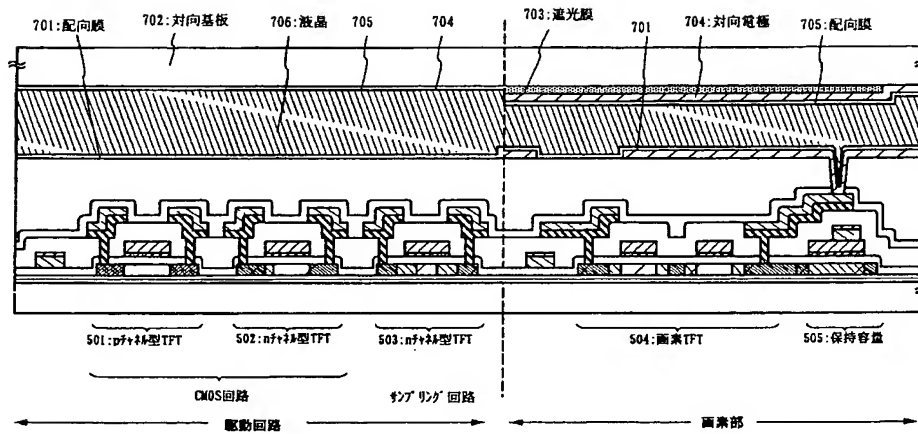 701:配向膜
702:対向基板
706:液晶
705
704
703:遮光膜
701
704:対向電極
705:配向膜
501:pチャネル型TFT
502:nチャネル型TFT
503:nチャネル型TFT
504:画素TFT
505:保持容量
CMOS回路
サンプリング回路
駆動回路
画素部